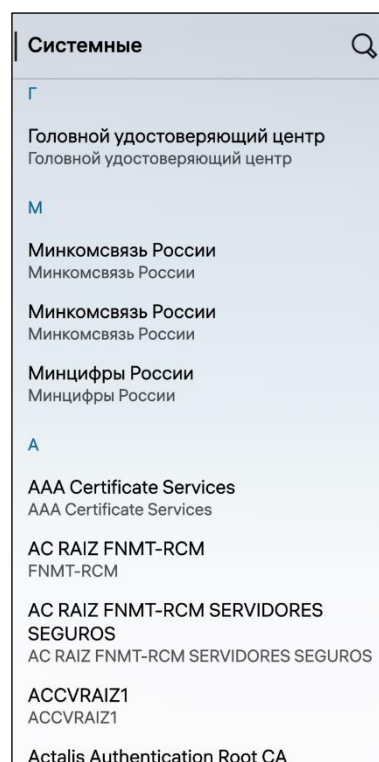 Системные
Г
Головной удостоверяющий центр
Головной удостоверяющий центр
М
Минкомсвязь России
Минкомсвязь России
Минкомсвязь России
Минкомсвязь России
Минцифры России
Минцифры России
A
AAA Certificate Services
AAA Certificate Services
AC RAIZ FNMT-RCM
FNMT-RCM
AC RAIZ FNMT-RCM SERVIDORES
SEGUROS
AC RAIZ FNMT-RCM SERVIDORES SEGUROS
ACCVRAIZ1
ACCVRAIZ1
Actalis Authentication Root CA